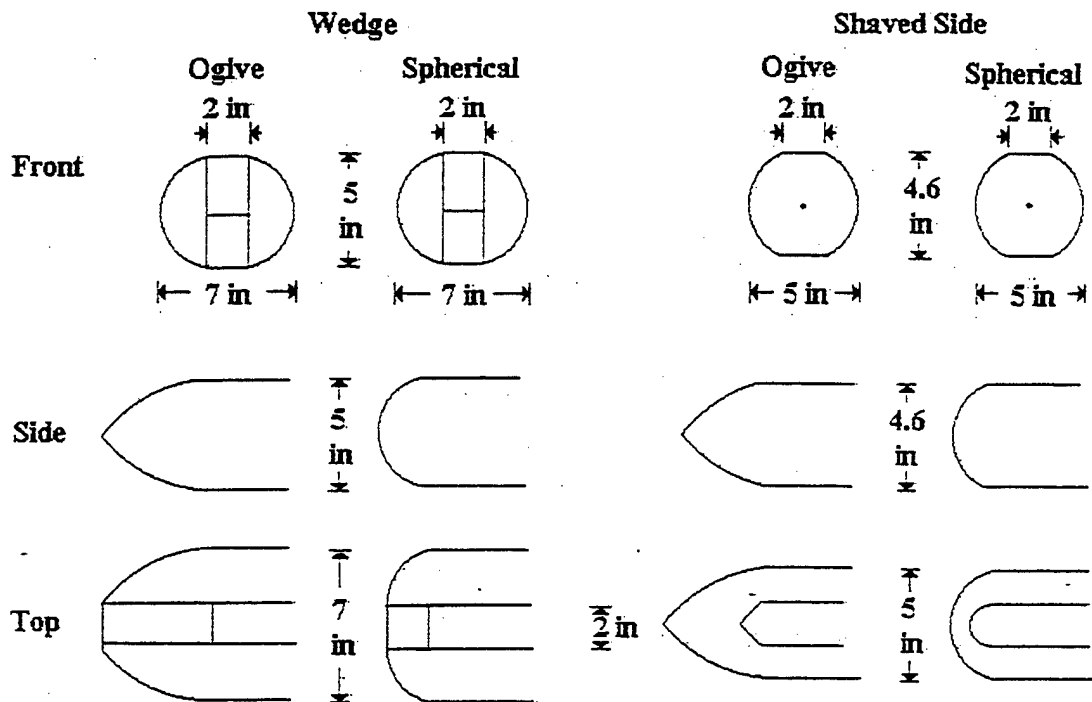 Wedge
Shaved Side
Ogive
Spherical
Ogive
Spherical
2 in
2 in
2 in
2 in
Front
5 in
4.6 in
7 in
7 in
5 in
5 in
Side
5 in
4.6 in
Top
7 in
2 in
5 in